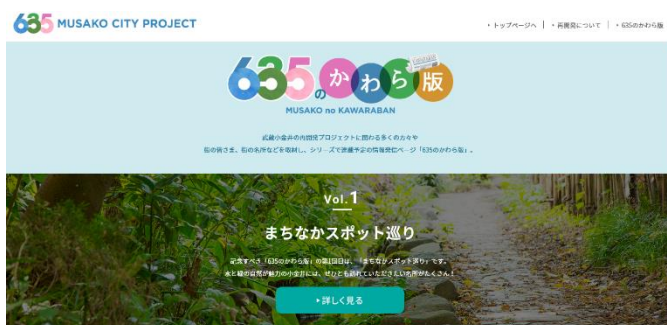 635 MUSAKO CITY PROJECT
・トップページへ | ・再開発について | ・635のかわら版
635のかわら版
MUSAKO no KAWARABAN
武蔵小金井の再開発プロジェクトに関わる多くの方々や
街の皆さま、街の名所などを取材し、シリーズで連載予定の情報発信ページ「635のかわら版」。
Vol.1
まちなかスポット巡り
記念すべき「635のかわら版」の第1回目は、「まちなかスポット巡り」です。
水と緑の自然が魅力の小金井には、ぜひとも訪れていただきたい名所がたくさん！
・詳しく見る